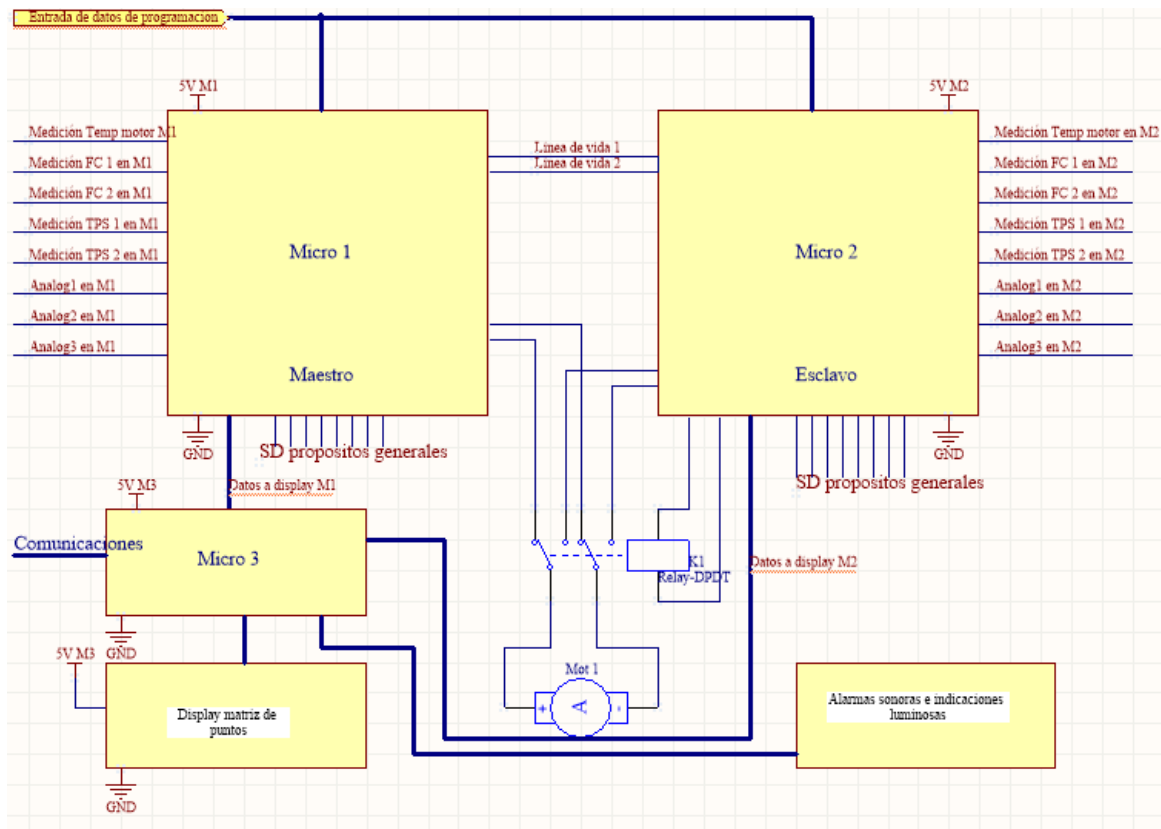 Entrada de datos de programacion
5V M1
5V M2
Medición Temp motor M1
Medición FC 1 en M1
Medición FC 2 en M1
Medición TPS 1 en M1
Medición TPS 2 en M1
Analog1 en M1
Analog2 en M1
Analog3 en M1
Micro 1
Maestro
Linea de vida 1
Linea de vida 2
Micro 2
Esclavo
Medición Temp motor en M2
Medición FC 1 en M2
Medición FC 2 en M2
Medición TPS 1 en M2
Medición TPS 2 en M2
Analog1 en M2
Analog2 en M2
Analog3 en M2
GND
SD propositos generales
GND
SD propositos generales
5V M3
Datos a display M1
Comunicaciones
Micro 3
K1
Relay-DPDT
Datos a display M2
GND
5V M3
Mot 1
+
A
-
Display matriz de
puntos
Alarmas sonoras e indicaciones
luminosas
GND